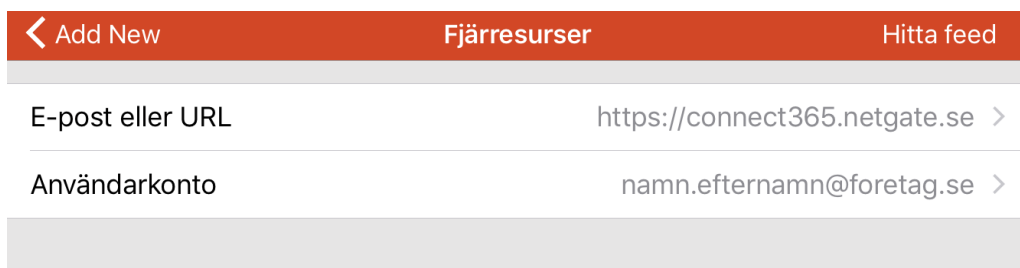 Add New Fjärresurser Hitta feed
E-post eller URL https://connect365.netgate.se
Användarkonto namn.efternamn@foretag.se